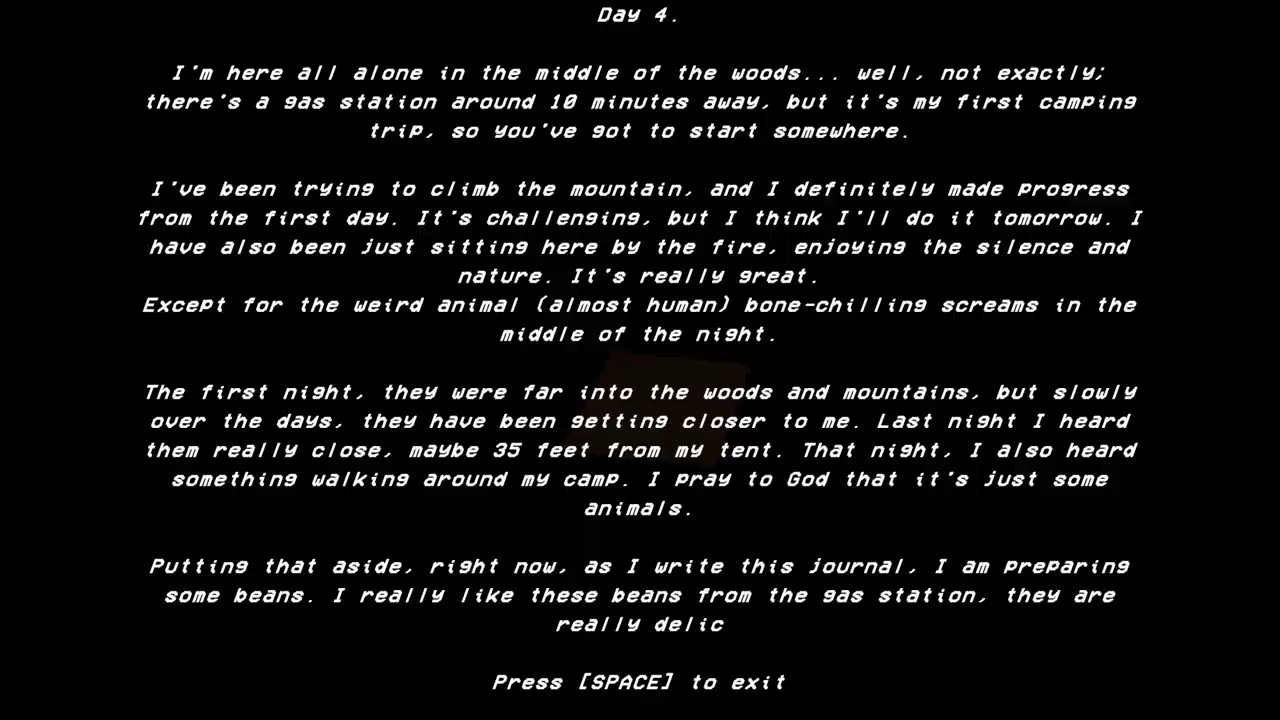 Day 4.
I'm here all alone in the middle of the woods... well, not exactly;
there's a gas station around 10 minutes away, but it's my first camping
trip, so you've got to start somewhere.
I've been trying to climb the mountain, and I definitely made progress
from the first day. It's challenging, but I think I'll do it tomorrow. I
have also been just sitting here by the fire, enjoying the silence and
nature. It's really great.
Except for the weird animal (almost human) bone-chilling screams in the
middle of the night.
The first night, they were far into the woods and mountains, but slowly
over the days, they have been getting closer to me. Last night I heard
them really close, maybe 35 feet from my tent. That night, I also heard
something walking around my camp. I pray to God that it's just some
animals.
Putting that aside, right now, as I write this journal, I am preparing
some beans. I really like these beans from the gas station, they are
really delic
Press [SPACE] to exit